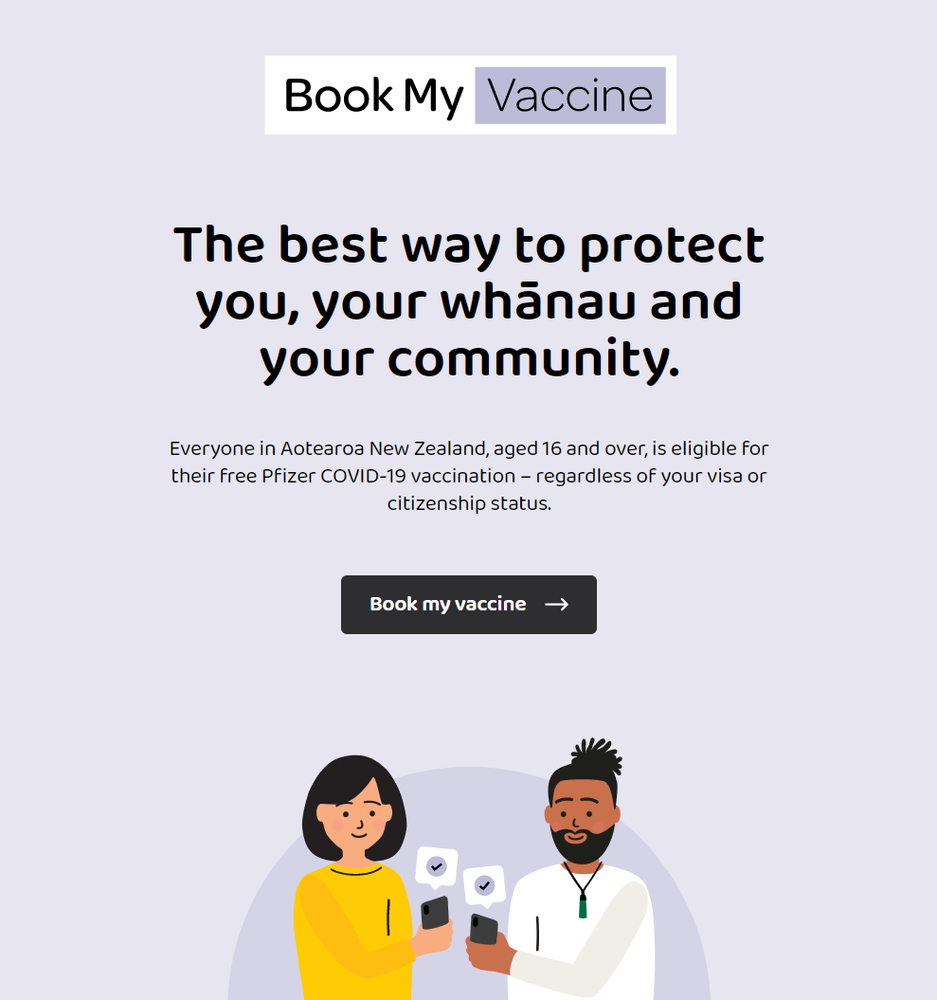 Book My Vaccine
The best way to protect
you, your whānau and
your community.
Everyone in Aotearoa New Zealand, aged 16 and over, is eligible for
their free Pfizer COVID-19 vaccination – regardless of your visa or
citizenship status.
Book my vaccine